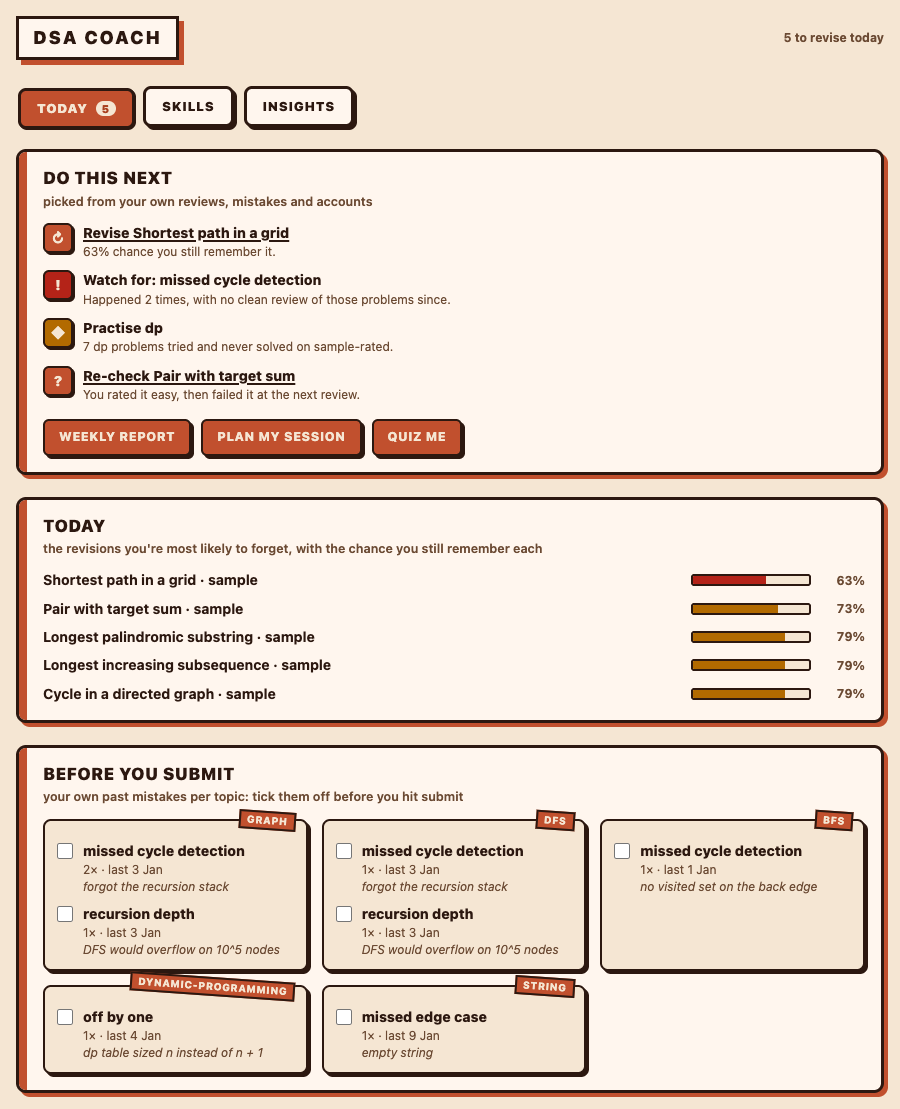 DSA COACH
5 to revise today
TODAY 5
SKILLS
INSIGHTS
DO THIS NEXT
picked from your own reviews, mistakes and accounts
↻
Revise Shortest path in a grid
63% chance you still remember it.
!
Watch for: missed cycle detection
Happened 2 times, with no clean review of those problems since.
◆
Practise dp
7 dp problems tried and never solved on sample-rated.
?
Re-check Pair with target sum
You rated it easy, then failed it at the next review.
WEEKLY REPORT
PLAN MY SESSION
QUIZ ME
TODAY
the revisions you're most likely to forget, with the chance you still remember each
Shortest path in a grid · sample 63%
Pair with target sum · sample 73%
Longest palindromic substring · sample 79%
Longest increasing subsequence · sample 79%
Cycle in a directed graph · sample 79%
BEFORE YOU SUBMIT
your own past mistakes per topic: tick them off before you hit submit
GRAPH
missed cycle detection
2× · last 3 Jan
forgot the recursion stack
recursion depth
1× · last 3 Jan
DFS would overflow on 10^5 nodes
DFS
missed cycle detection
1× · last 3 Jan
forgot the recursion stack
recursion depth
1× · last 3 Jan
DFS would overflow on 10^5 nodes
BFS
missed cycle detection
1× · last 1 Jan
no visited set on the back edge
DYNAMIC-PROGRAMMING
off by one
1× · last 4 Jan
dp table sized n instead of n + 1
STRING
missed edge case
1× · last 9 Jan
empty string